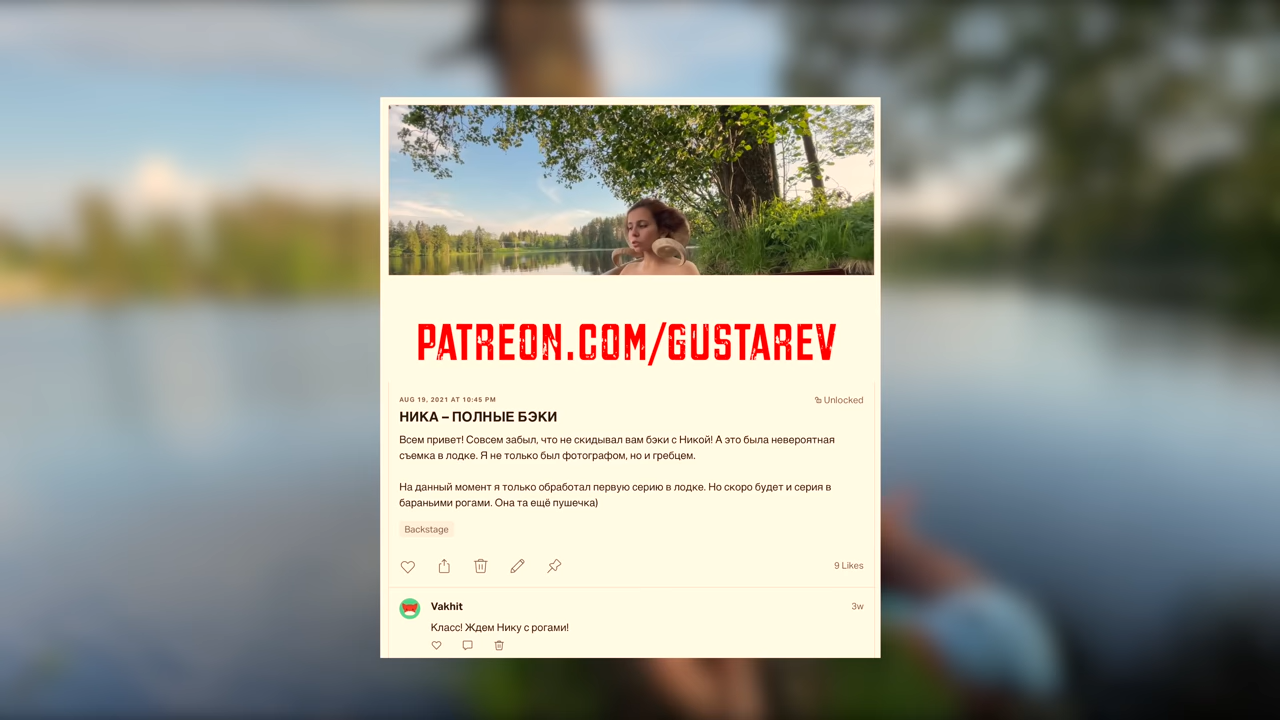 PATREON.COM/GUSTAREV
AUG 19, 2021 AT 10:45 PM
Unlocked
НИКА – ПОЛНЫЕ БЭКИ
Всем привет! Совсем забыл, что не скидывал вам бэки с Никой! А это была невероятная
съемка в лодке. Я не только был фотографом, но и гребцем.
На данный момент я только обработал первую серию в лодке. Но скоро будет и серия в
бараньими рогами. Она та ещё пушечка)
Backstage
9 Likes
Vakhit
3w
Класс! Ждем Нику с рогами!